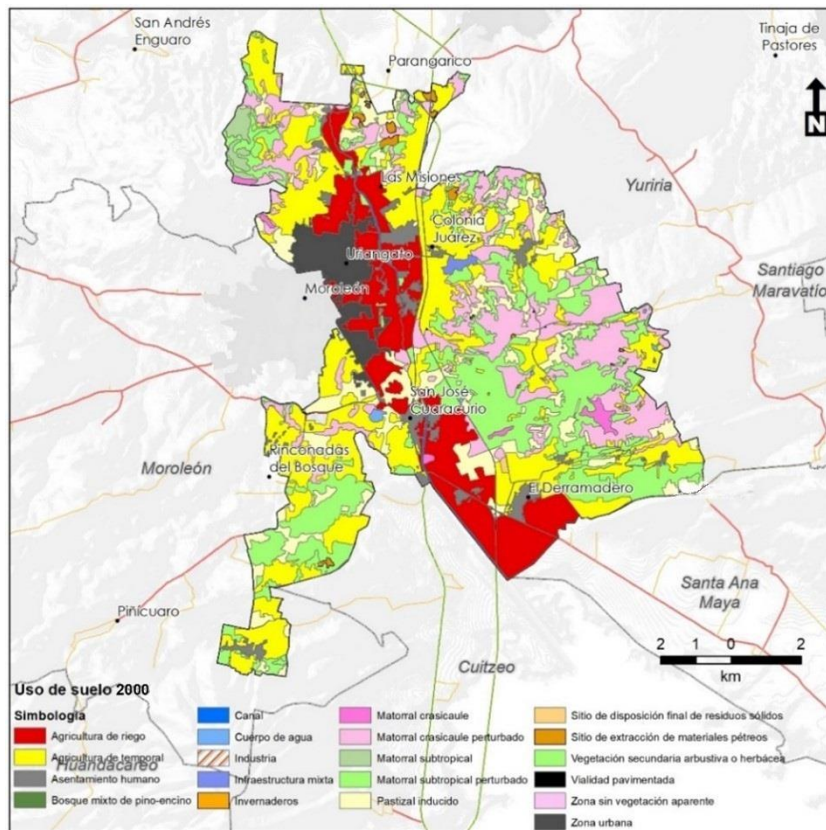 San Andrés
Enguaro
Tinaja de
Pastores
Parangarico
N
Las Misiones
Yuriria
Colonia
Juárez
Uriangato
Santiago
Maravatío
Moroleón
San José
Cuaracurio
Moroleón
Rinconadas
del Bosque
El Derramadero
Santa Ana
Maya
Piñícuaro
Cuitzeo
2 1 0 2
km
Huandacareo
Uso de suelo 2000
Simbología
Agricultura de riego
Agricultura de temporal
Asentamiento humano
Bosque mixto de pino-encino
Canal
Cuerpo de agua
Industria
Infraestructura mixta
Invernaderos
Matorral crasicaule
Matorral crasicaule perturbado
Matorral subtropical
Matorral subtropical perturbado
Pastizal inducido
Sitio de disposición final de residuos sólidos
Sitio de extracción de materiales pétreos
Vegetación secundaria arbustiva o herbácea
Vialidad pavimentada
Zona sin vegetación aparente
Zona urbana